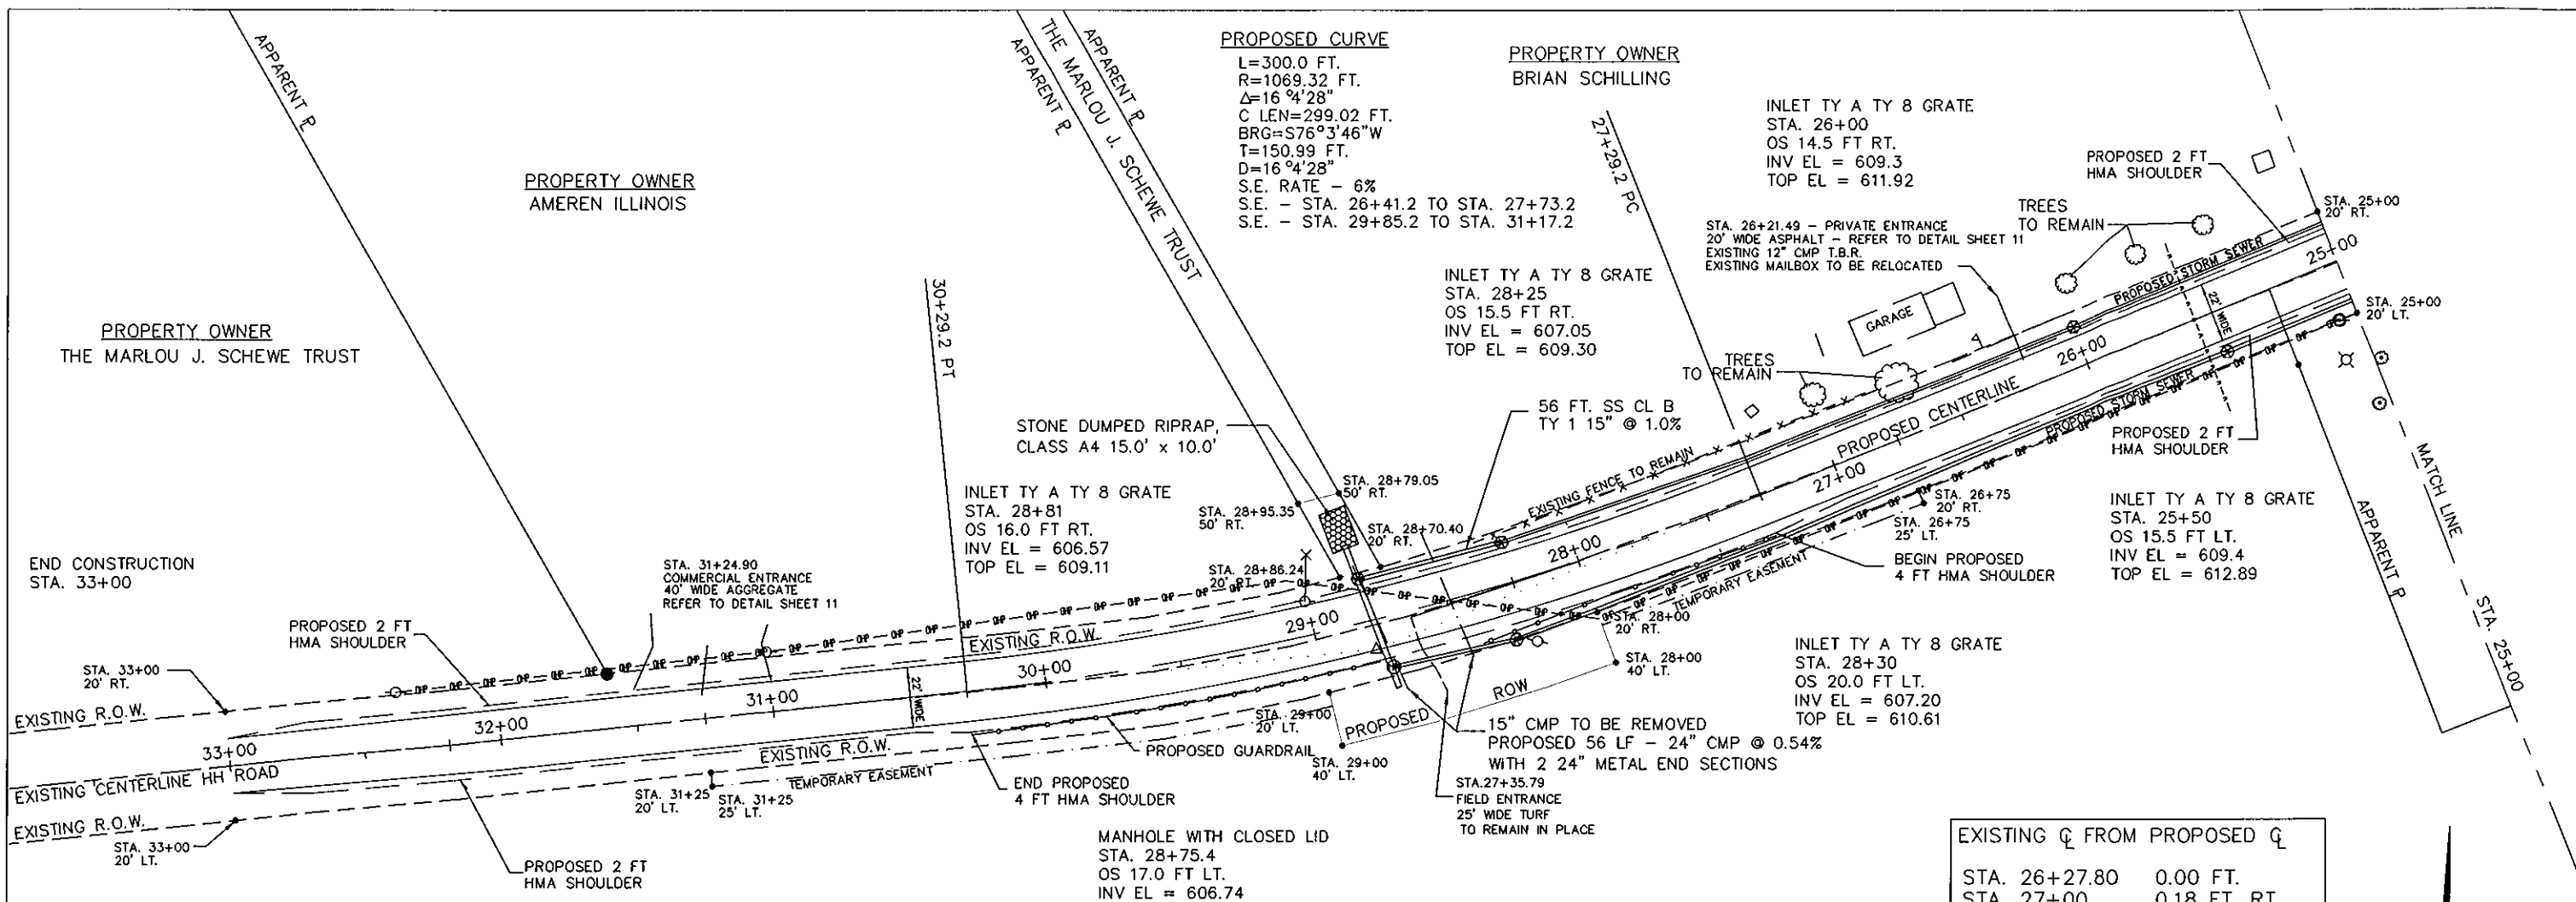 APPARENT PL
THE MARLOU J. SCHEWE TRUST
APPARENT PL
APPARENT PL
PROPOSED CURVE
L=300.0 FT.
R=1069.32 FT.
Δ=16°4'28"
C LEN=299.02 FT.
BRG=S76°3'46"W
T=150.99 FT.
D=16°4'28"
S.E. RATE - 6%
S.E. - STA. 26+41.2 TO STA. 27+73.2
S.E. - STA. 29+85.2 TO STA. 31+17.2
PROPERTY OWNER
BRIAN SCHILLING
27+29.2 PC
INLET TY A TY 8 GRATE
STA. 26+00
OS 14.5 FT RT.
INV EL = 609.3
TOP EL = 611.92
PROPOSED 2 FT
HMA SHOULDER
PROPERTY OWNER
AMEREN ILLINOIS
TREES
TO REMAIN
STA. 25+00
20' RT.
STA. 26+21.49 - PRIVATE ENTRANCE
20' WIDE ASPHALT - REFER TO DETAIL SHEET 11
EXISTING 12" CMP T.B.R.
EXISTING MAILBOX TO BE RELOCATED
PROPOSED STORM SEWER
25+00
INLET TY A TY 8 GRATE
STA. 28+25
OS 15.5 FT RT.
INV EL = 607.05
TOP EL = 609.30
30+29.2 PT
22' WIDE
STA. 25+00
20' LT.
GARAGE
PROPERTY OWNER
THE MARLOU J. SCHEWE TRUST
26+00
TREES
TO REMAIN
PROPOSED CENTERLINE
PROPOSED STORM SEWER
STONE DUMPED RIPRAP,
CLASS A4 15.0' x 10.0'
56 FT. SS CL B
TY 1 15" @ 1.0%
PROPOSED 2 FT
HMA SHOULDER
MATCH LINE
STA. 25+00
EXISTING FENCE TO REMAIN
27+00
INLET TY A TY 8 GRATE
STA. 28+81
OS 16.0 FT RT.
INV EL = 606.57
TOP EL = 609.11
STA. 28+79.05
50' RT.
STA. 28+95.35
50' RT.
STA. 28+70.40
20' RT.
STA. 26+75
20' RT.
STA. 26+75
25' LT.
INLET TY A TY 8 GRATE
STA. 25+50
OS 15.5 FT LT.
INV EL = 609.4
TOP EL = 612.89
APPARENT PL
END CONSTRUCTION
STA. 33+00
STA. 31+24.90
COMMERCIAL ENTRANCE
40' WIDE AGGREGATE
REFER TO DETAIL SHEET 11
STA. 28+86.24
20' RT.
28+00
BEGIN PROPOSED
4 FT HMA SHOULDER
TEMPORARY EASEMENT
PROPOSED 2 FT
HMA SHOULDER
29+00
EXISTING R.O.W.
STA. 28+00
20' RT.
INLET TY A TY 8 GRATE
STA. 28+30
OS 20.0 FT LT.
INV EL = 607.20
TOP EL = 610.61
STA. 33+00
20' RT.
30+00
STA. 28+00
40' LT.
EXISTING R.O.W.
31+00
22' WIDE
PROPOSED ROW
32+00
STA. 29+00
20' LT.
33+00
EXISTING R.O.W.
PROPOSED GUARDRAIL
15" CMP TO BE REMOVED
PROPOSED 56 LF - 24" CMP @ 0.54%
WITH 2 24" METAL END SECTIONS
EXISTING CENTERLINE HH ROAD
TEMPORARY EASEMENT
STA. 29+00
40' LT.
END PROPOSED
4 FT HMA SHOULDER
STA.27+35.79
FIELD ENTRANCE
25' WIDE TURF
TO REMAIN IN PLACE
STA. 31+25
20' LT.
STA. 31+25
25' LT.
EXISTING R.O.W.
STA. 33+00
20' LT.
PROPOSED 2 FT
HMA SHOULDER
MANHOLE WITH CLOSED LID
STA. 28+75.4
OS 17.0 FT LT.
INV EL = 606.74
EXISTING CL FROM PROPOSED CL
STA. 26+27.80 0.00 FT.
STA. 27+00 0.18 FT. RT.